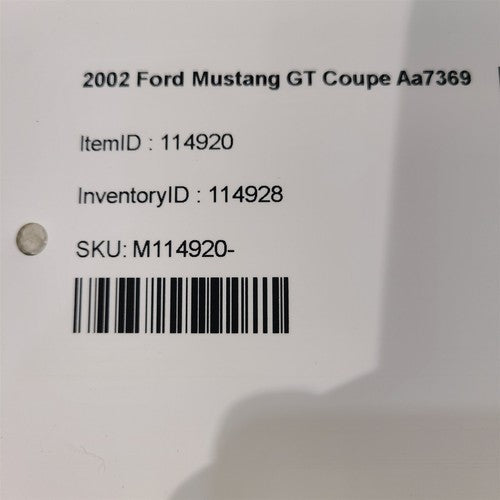 2002 Ford Mustang GT Coupe Aa7369
ItemID : 114920
InventoryID : 114928
SKU: M114920-